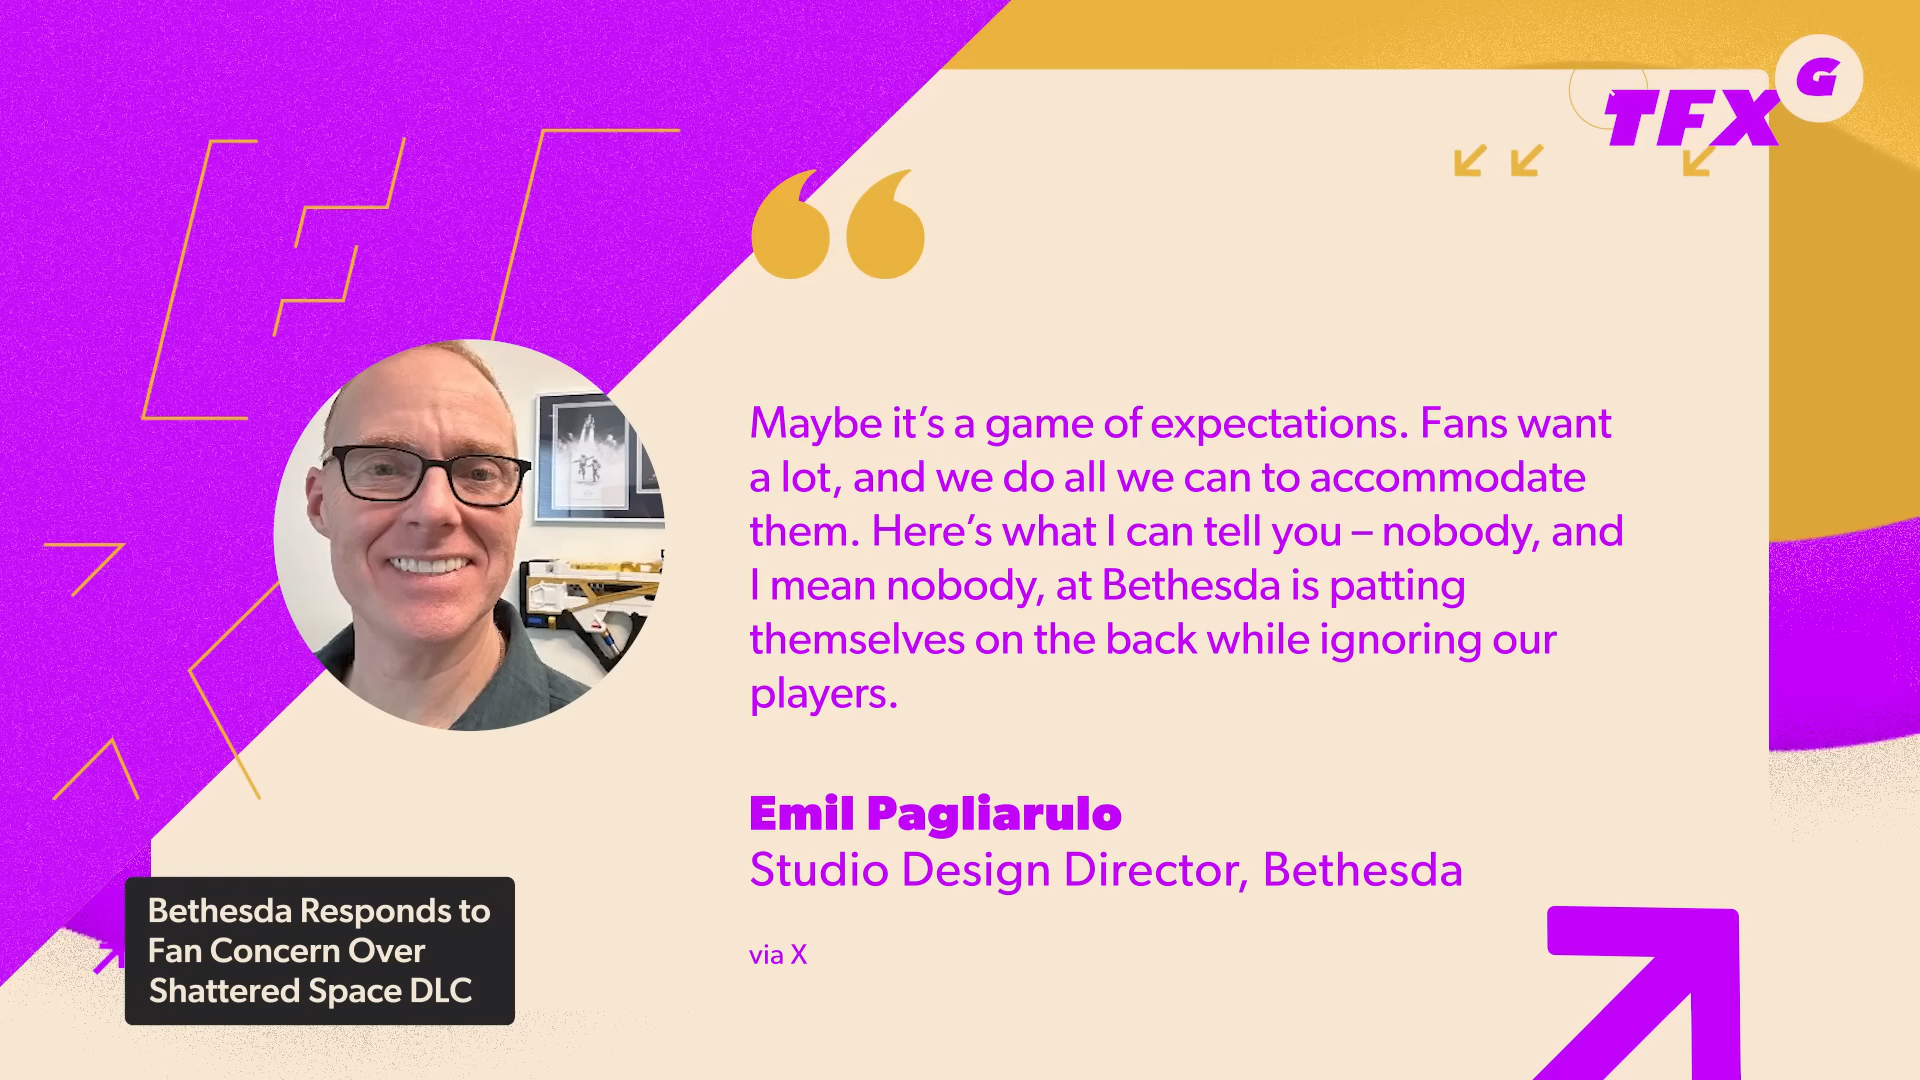 TFX
G
Maybe it’s a game of expectations. Fans want
a lot, and we do all we can to accommodate
them. Here’s what I can tell you – nobody, and
I mean nobody, at Bethesda is patting
themselves on the back while ignoring our
players.
Emil Pagliarulo
Studio Design Director, Bethesda
via X
Bethesda Responds to
Fan Concern Over
Shattered Space DLC